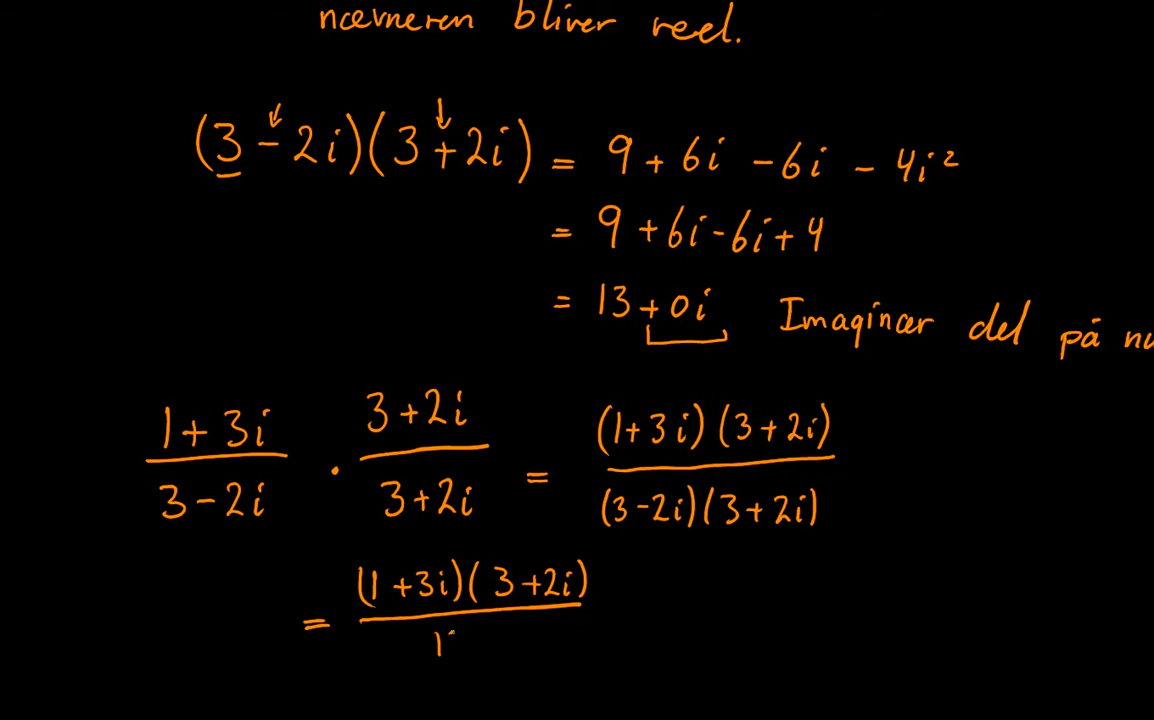 nævneren bliver reel.
(3 - 2i)(3 + 2i) = 9 + 6i - 6i - 4i²
= 9 + 6i - 6i + 4
= 13 + 0i Imaginær del på nu
1 + 3i / 3 - 2i · 3 + 2i / 3 + 2i = (1 + 3i)(3 + 2i) / (3 - 2i)(3 + 2i)
= (1 + 3i)(3 + 2i) / 1